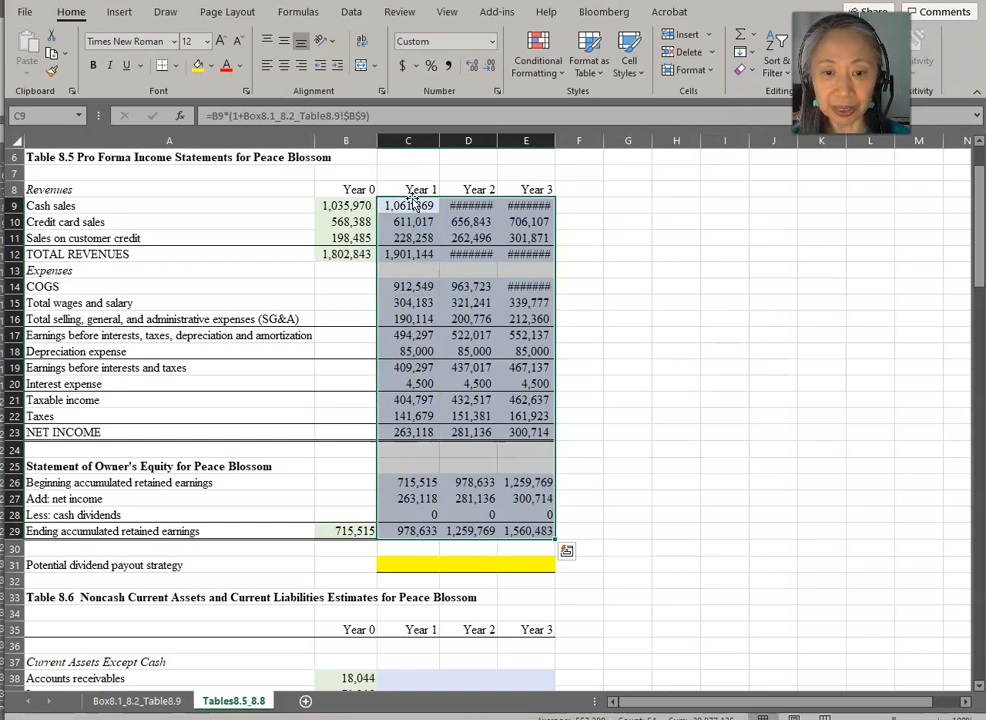 File Home Insert Draw Page Layout Formulas Data Review View Add-ins Help Bloomberg Acrobat Share Comments
Times New Roman 12 Custom Insert
Paste B I U A A $ % 9 Conditional Formatting Format as Table Cell Styles Delete Format Sort & Filter
Clipboard Font Alignment Number Styles Cells
C9 fx =B9*(1+Box8.1_8.2_Table8.9!$B$9)
A B C D E F G H I J K L M N
6 Table 8.5 Pro Forma Income Statements for Peace Blossom
7
8 Revenues Year 0 Year 1 Year 2 Year 3
9 Cash sales 1,035,970 1,061,869 ####### #######
10 Credit card sales 568,388 611,017 656,843 706,107
11 Sales on customer credit 198,485 228,258 262,496 301,871
12 TOTAL REVENUES 1,802,843 1,901,144 ####### #######
13 Expenses
14 COGS 912,549 963,723 #######
15 Total wages and salary 304,183 321,241 339,777
16 Total selling, general, and administrative expenses (SG&A) 190,114 200,776 212,360
17 Earnings before interests, taxes, depreciation and amortization 494,297 522,017 552,137
18 Depreciation expense 85,000 85,000 85,000
19 Earnings before interests and taxes 409,297 437,017 467,137
20 Interest expense 4,500 4,500 4,500
21 Taxable income 404,797 432,517 462,637
22 Taxes 141,679 151,381 161,923
23 NET INCOME 263,118 281,136 300,714
24
25 Statement of Owner's Equity for Peace Blossom
26 Beginning accumulated retained earnings 715,515 978,633 1,259,769
27 Add: net income 263,118 281,136 300,714
28 Less: cash dividends 0 0 0
29 Ending accumulated retained earnings 715,515 978,633 1,259,769 1,560,483
30
31 Potential dividend payout strategy
32
33 Table 8.6 Noncash Current Assets and Current Liabilities Estimates for Peace Blossom
34
35 Year 0 Year 1 Year 2 Year 3
36
37 Current Assets Except Cash
38 Accounts receivables 18,044
Box8.1_8.2_Table8.9 Tables8.5_8.8